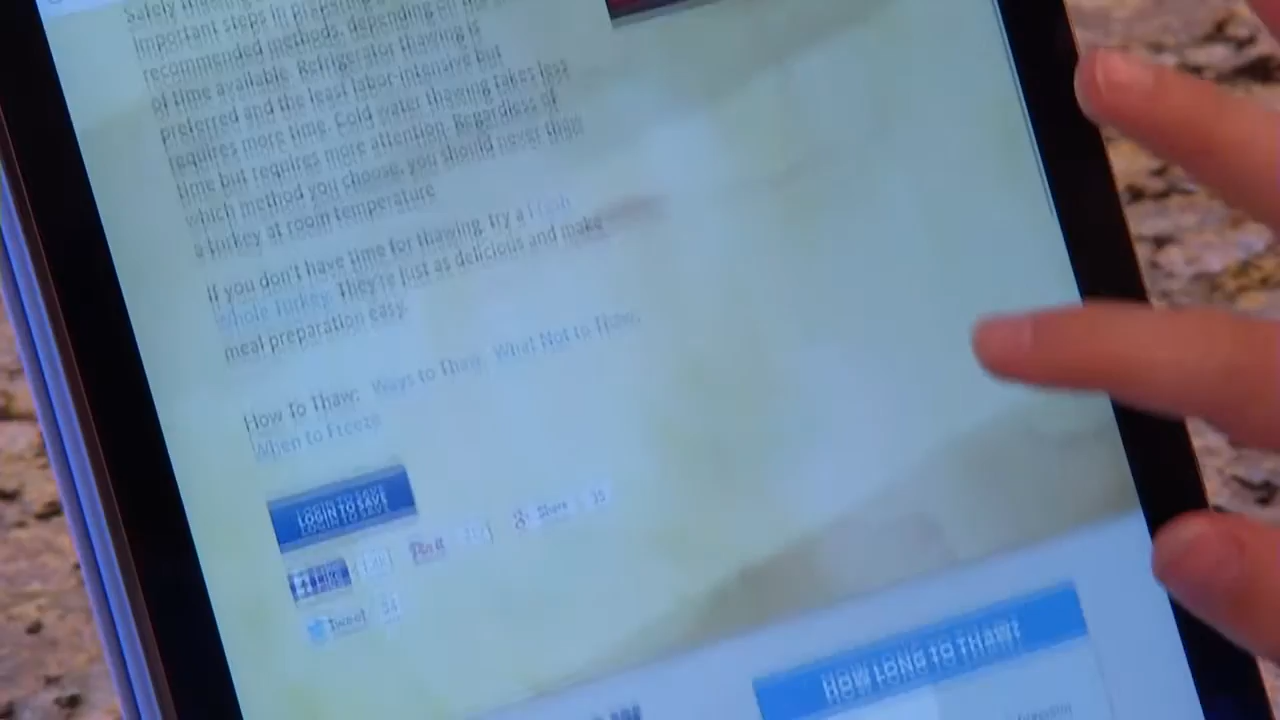 Safely thawing
important steps in preparing
recommended methods, depending on the
of time available. Refrigerator thawing is
preferred and the least labor-intensive but
requires more time. Cold water thawing takes less
time but requires more attention. Regardless of
which method you choose, you should never thaw
a turkey at room temperature
If you don't have time for thawing, try a Fresh
Whole Turkey. They're just as delicious and make
meal preparation easy.
How To Thaw: Ways to Thaw, What Not to Thaw,
When to Freeze
LOGIN TO SAVE
Like
Pin it
Share 35
Tweet 34
HOW LONG TO THAW?